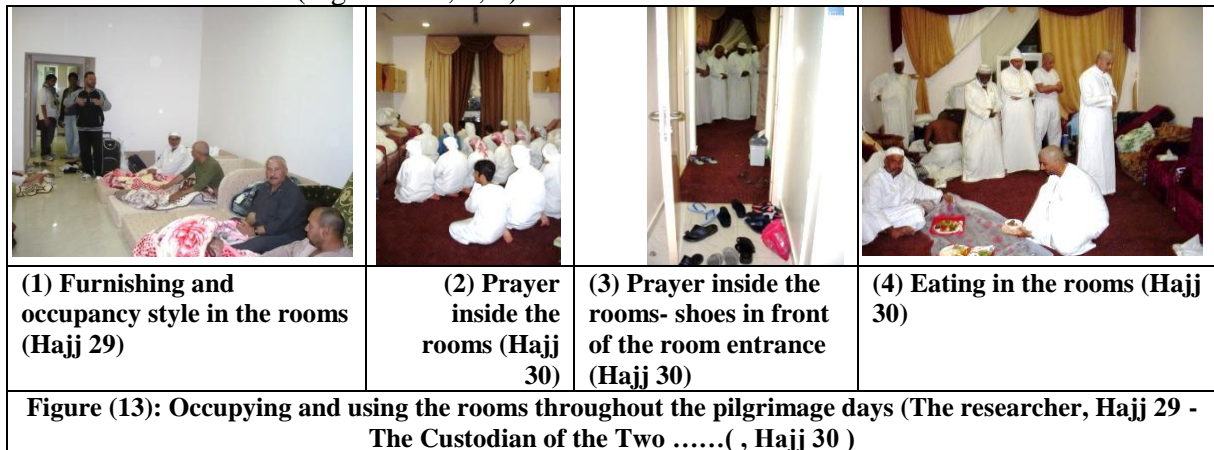 (1) Furnishing and
occupancy style in the rooms
(Hajj 29)
(2) Prayer
inside the
rooms (Hajj
30)
(3) Prayer inside the
rooms- shoes in front
of the room entrance
(Hajj 30)
(4) Eating in the rooms (Hajj
30)
Figure (13): Occupying and using the rooms throughout the pilgrimage days (The researcher, Hajj 29 -
The Custodian of the Two ……( , Hajj 30 )